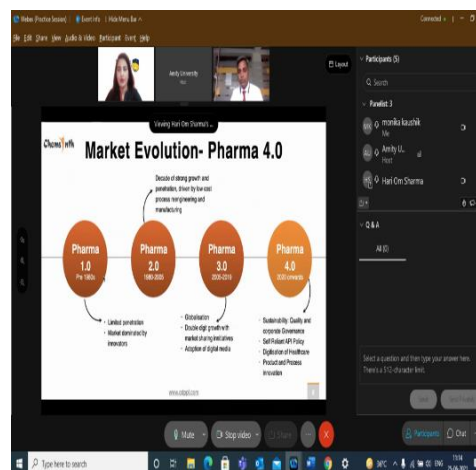 Webex (Practice Session)
Event Info
Hide Menu Bar
Connected
File Edit Share View Audio & Video Participant Event Help
Amity University
Host
Layout
Viewing Hari Om Sharma's...
Market Evolution- Pharma 4.0
Decade of strong growth and
penetration, driven by low cost
process reengineering and
manufacturing
Pharma
1.0
Pre 1980s
Pharma
2.0
1980-2005
Pharma
3.0
Pharma
4.0
2020 onwards
• Limited penetration
• Market dominated by
innovators
• Globalisation
• Double digit growth with
market sharing initiatives
• Adoption of digital media
• Sustainability: Quality and
corporate Governance
• Self Reliant API Policy
• Digitisation of Healthcare
• Product and Process
innovation
Mute
Stop video
Share
Participants (5)
Search
Panelist: 3
MK
monika kaushik
Me
Amity U...
Host
Hari Om Sharma
Q & A
All (0)
Select a question and then type your answer here.
There's a 512-character limit.
Send
Participants
Chat
Type here to search
36°C
ENG
13:14